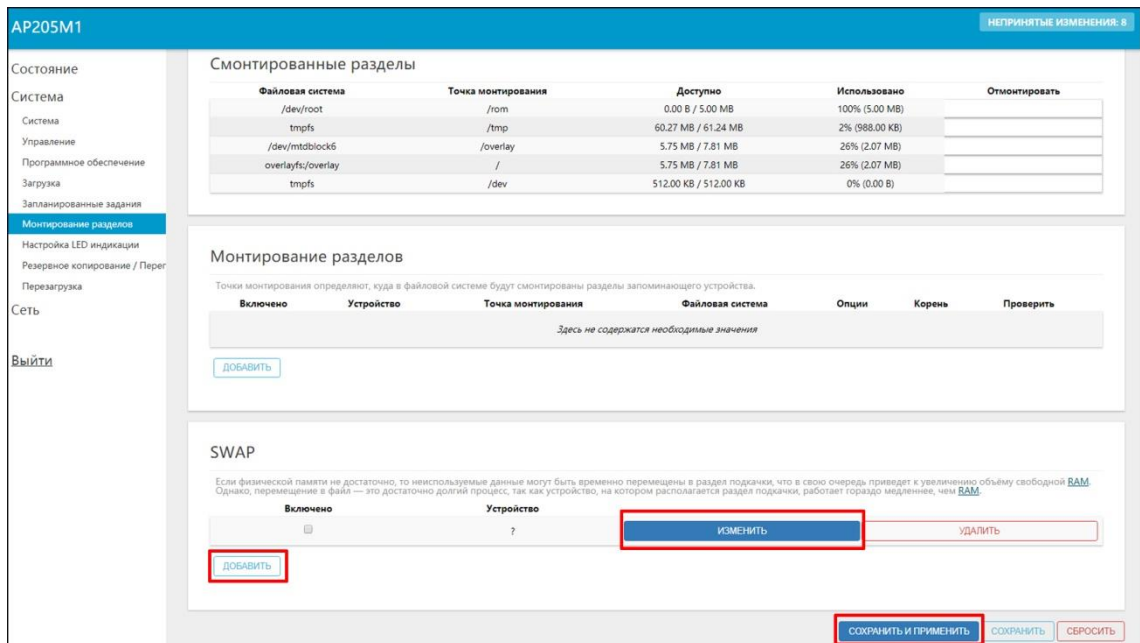 AP205M1
НЕПРИНЯТЫЕ ИЗМЕНЕНИЯ: 8
Состояние
Система
Система
Управление
Программное обеспечение
Загрузка
Запланированные задания
Монтирование разделов
Настройка LED индикации
Резервное копирование / Перег
Перезагрузка
Сеть
Выйти
Смонтированные разделы
Файловая система Точка монтирования Доступно Использовано Отмонтировать
/dev/root /rom 0.00 B / 5.00 MB 100% (5.00 MB)
tmpfs /tmp 60.27 MB / 61.24 MB 2% (988.00 KB)
/dev/mtdblock6 /overlay 5.75 MB / 7.81 MB 26% (2.07 MB)
overlayfs:/overlay / 5.75 MB / 7.81 MB 26% (2.07 MB)
tmpfs /dev 512.00 KB / 512.00 KB 0% (0.00 B)
Монтирование разделов
Точки монтирования определяют, куда в файловой системе будут смонтированы разделы запоминающего устройства.
Включено Устройство Точка монтирования Файловая система Опции Корень Проверить
Здесь не содержатся необходимые значения
ДОБАВИТЬ
SWAP
Если физической памяти не достаточно, то неиспользуемые данные могут быть временно перемещены в раздел подкачки, что в свою очередь приведет к увеличению объёму свободной RAM.
Однако, перемещение в файл — это достаточно долгий процесс, так как устройство, на котором располагается раздел подкачки, работает гораздо медленнее, чем RAM.
Включено Устройство
? ИЗМЕНИТЬ УДАЛИТЬ
ДОБАВИТЬ
СОХРАНИТЬ И ПРИМЕНИТЬ СОХРАНИТЬ СБРОСИТЬ